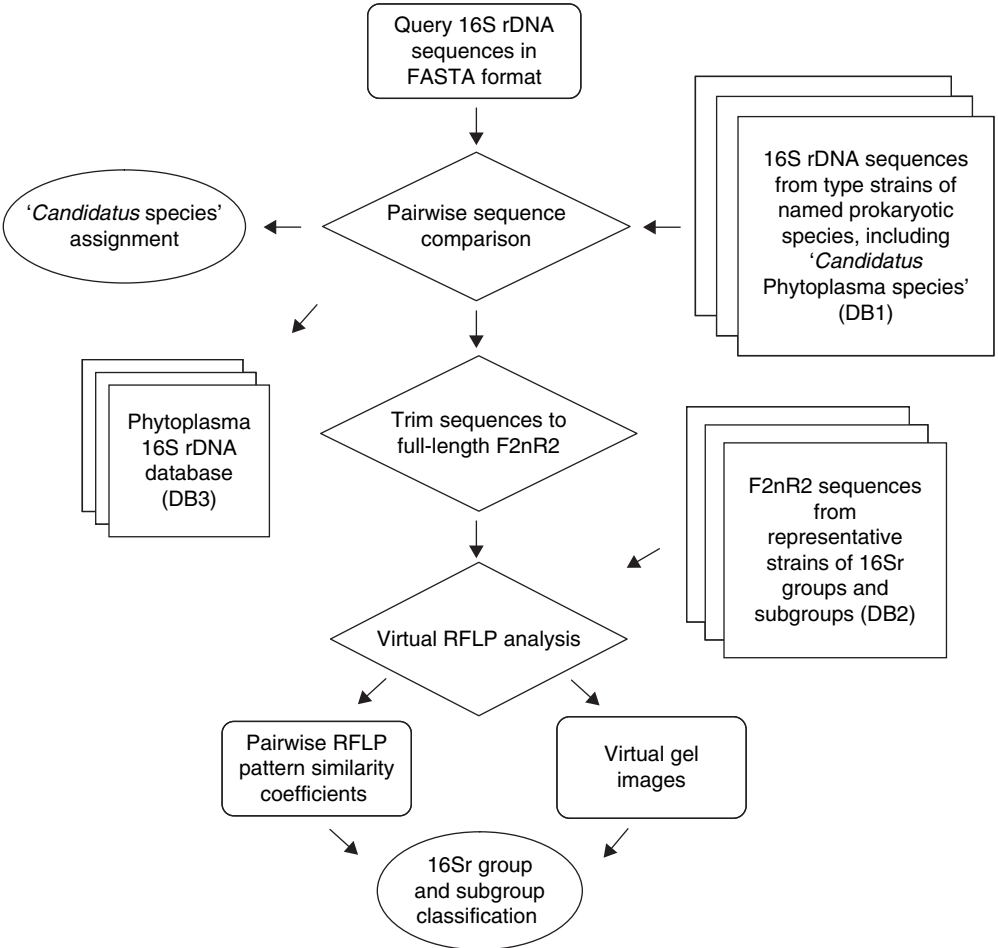 Query 16S rDNA
sequences in
FASTA format
16S rDNA sequences
from type strains of
named prokaryotic
species, including
‘Candidatus
Phytoplasma species’
(DB1)
Pairwise sequence
comparison
‘Candidatus species’
assignment
Phytoplasma
16S rDNA
database
(DB3)
Trim sequences to
full-length F2nR2
F2nR2 sequences
from
representative
strains of 16Sr
groups and
subgroups (DB2)
Virtual RFLP analysis
Pairwise RFLP
pattern similarity
coefficients
Virtual gel
images
16Sr group
and subgroup
classification